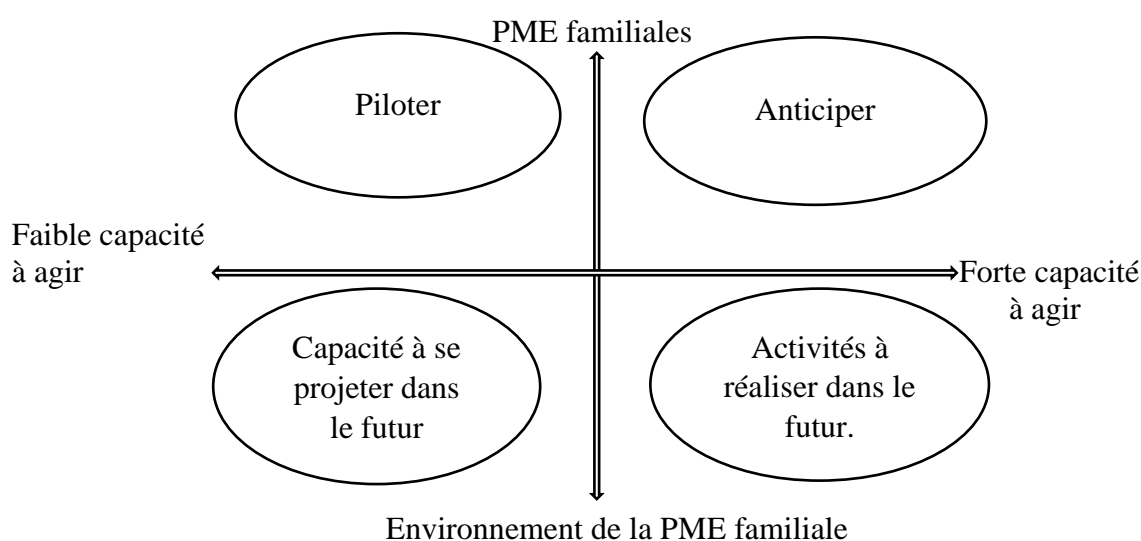 PME familiales
Piloter
Anticiper
Faible capacité
à agir
Forte capacité
à agir
Capacité à se
projeter dans
le futur
Activités à
réaliser dans le
futur.
Environnement de la PME familiale